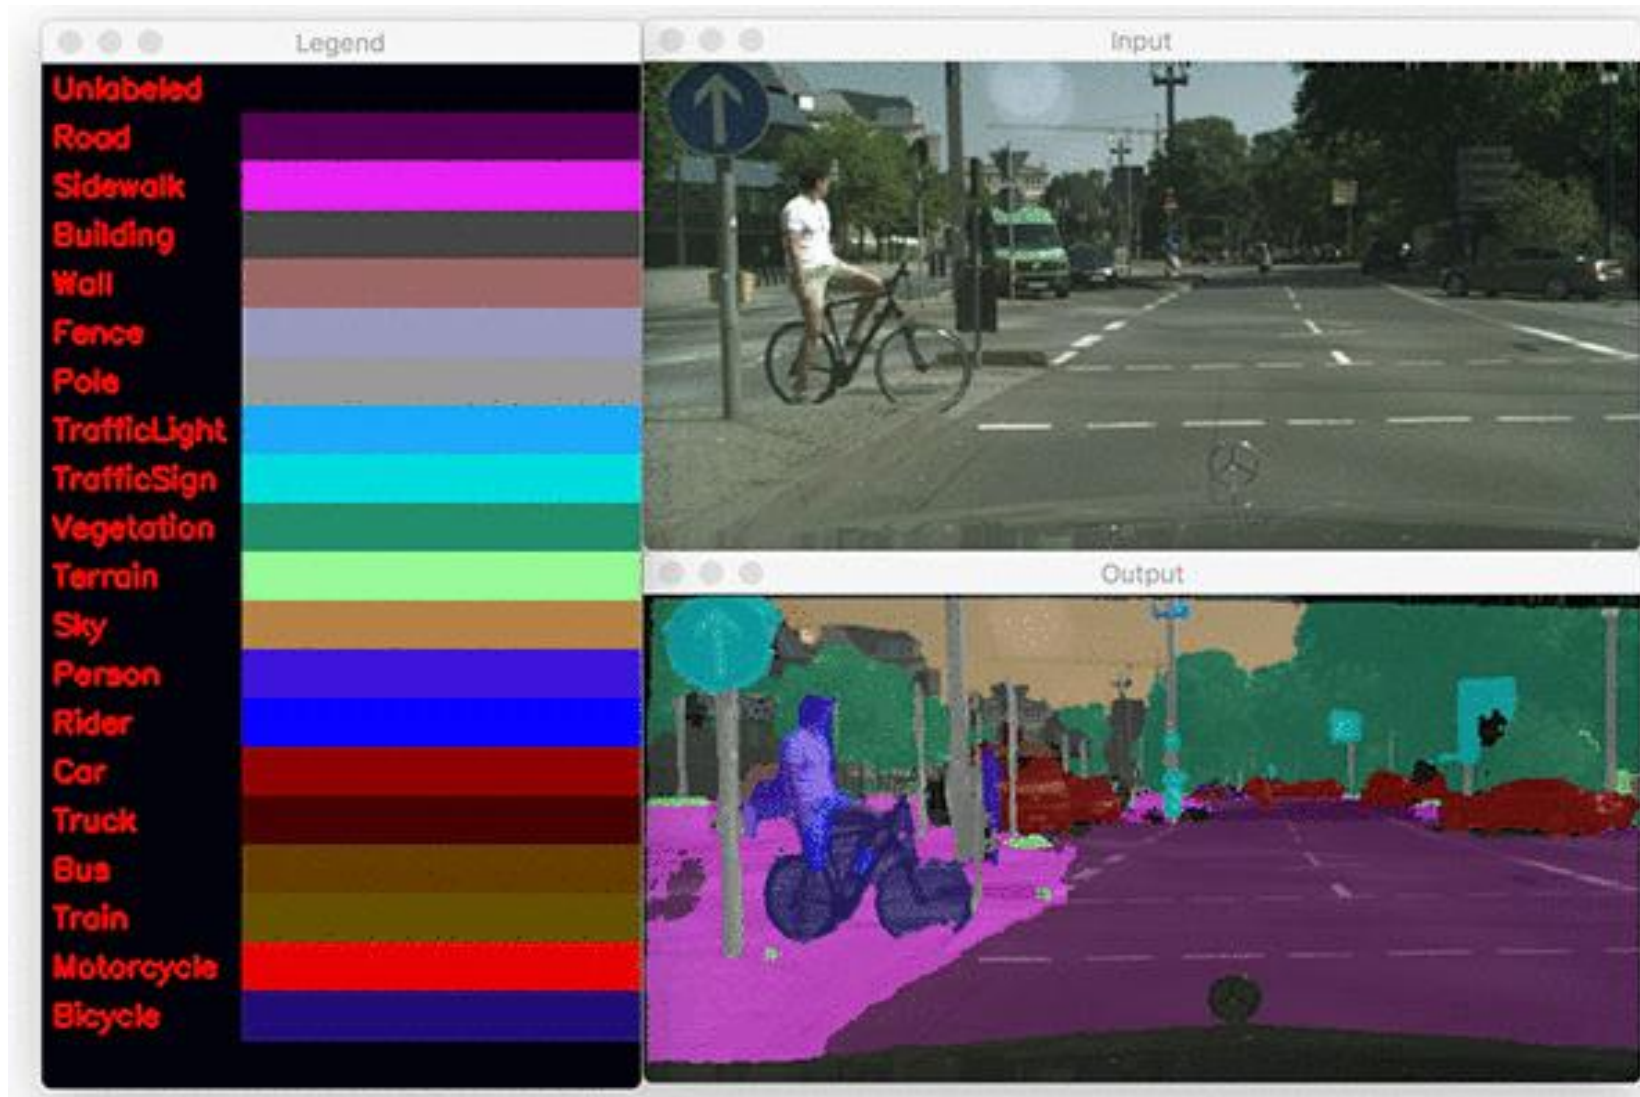 Legend
Unlabeled
Road
Sidewalk
Building
Wall
Fence
Pole
TrafficLight
TrafficSign
Vegetation
Terrain
Sky
Person
Rider
Car
Truck
Bus
Train
Motorcycle
Bicycle
Input
Output